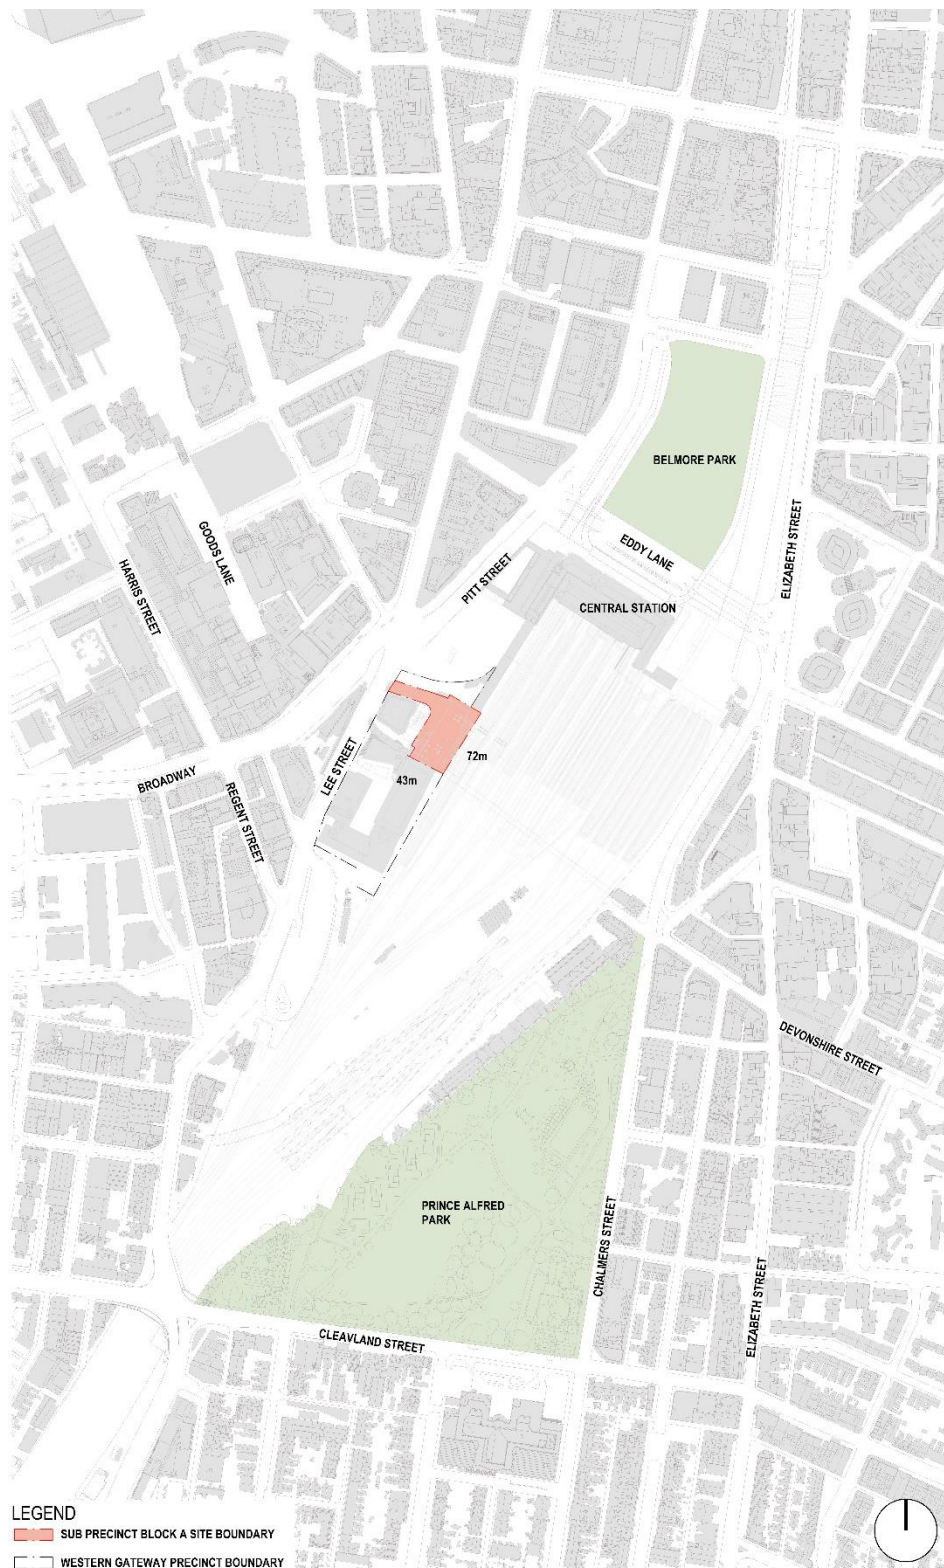 BELMORE PARK
ELIZABETH STREET
GOODS LANE
HARRIS STREET
PITT STREET
EDDY LANE
CENTRAL STATION
LEE STREET
72m
43m
BROADWAY
REGENT STREET
DEVONSHIRE STREET
PRINCE ALFRED
PARK
CHALMERS STREET
ELIZABETH STREET
CLEAVLAND STREET
LEGEND
SUB PRECINCT BLOCK A SITE BOUNDARY
WESTERN GATEWAY PRECINCT BOUNDARY